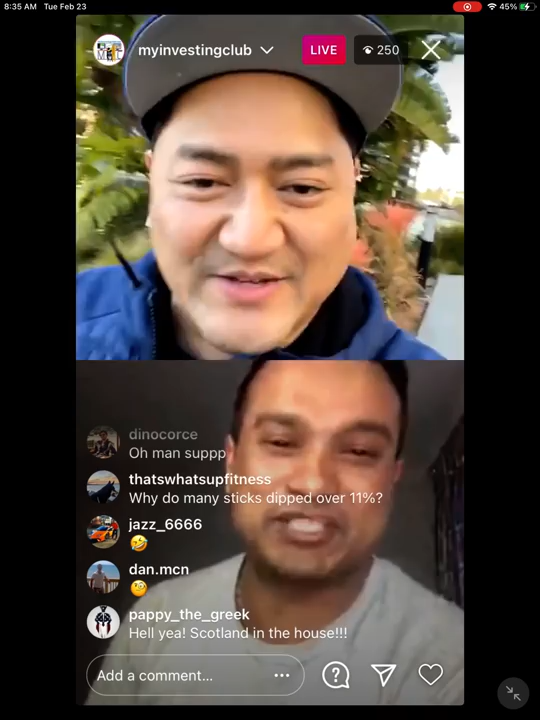 8:35 AM Tue Feb 23
45%
myinvestingclub
LIVE
250
dinocorce
Oh man suppp
thatswhatsupfitness
Why do many sticks dipped over 11%?
jazz_6666
🤣
dan.mcn
🧐
pappy_the_greek
Hell yea! Scotland in the house!!!
Add a comment...